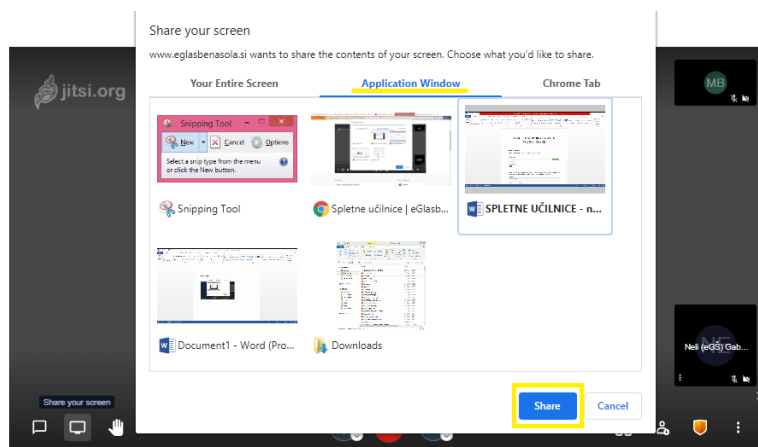 Share your screen
www.eglasbenasola.si wants to share the contents of your screen. Choose what you'd like to share.
Your Entire Screen
Application Window
Chrome Tab
jitsi.org
MB
Snipping Tool
New
Cancel
Options
Select a snip type from the menu
or click the New button.
Snipping Tool
Spletne učilnice | eGlasb...
SPLETNE UČILNICE - n...
Document1 - Word (Pro...
Downloads
NE
Neli (eGS) Gab...
Share your screen
Share
Cancel